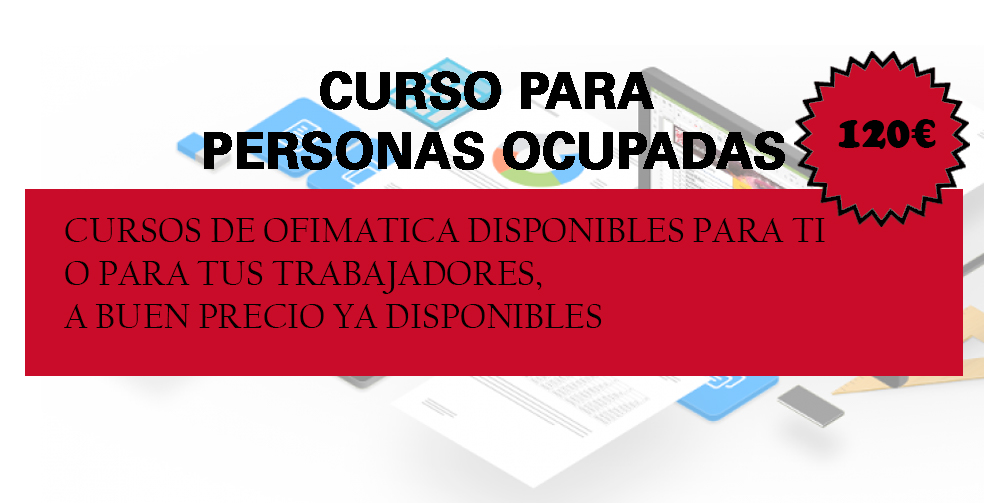 CURSO PARA
PERSONAS OCUPADAS
120€
CURSOS DE OFIMATICA DISPONIBLES PARA TI
O PARA TUS TRABAJADORES,
A BUEN PRECIO YA DISPONIBLES